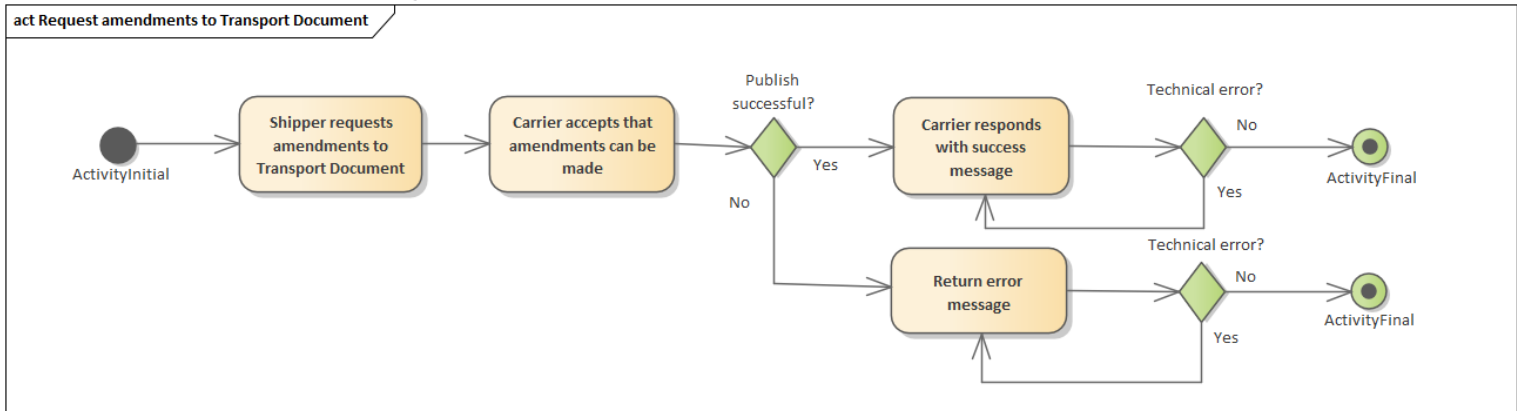 act Request amendments to Transport Document
ActivityInitial
Shipper requests
amendments to
Transport Document
Carrier accepts that
amendments can be
made
Publish
successful?
Yes
No
Carrier responds
with success
message
Technical error?
No
Yes
ActivityFinal
Return error
message
Technical error?
No
Yes
ActivityFinal